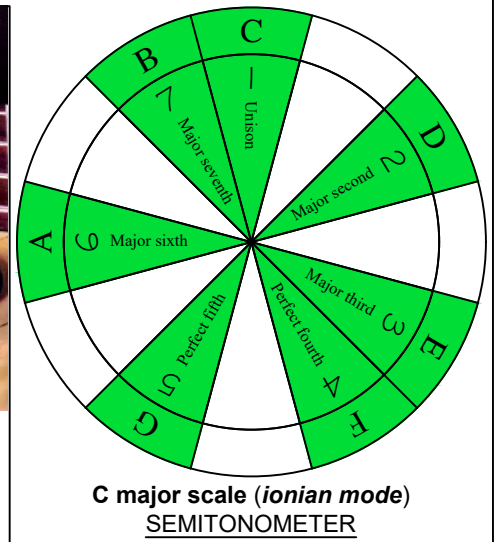 C
1 Unison
D
2 Major second
E
3 Major third
F
4 Perfect fourth
G
5 Perfect fifth
A
6 Major sixth
B
7 Major seventh
C major scale (ionian mode)
SEMITONOMETER